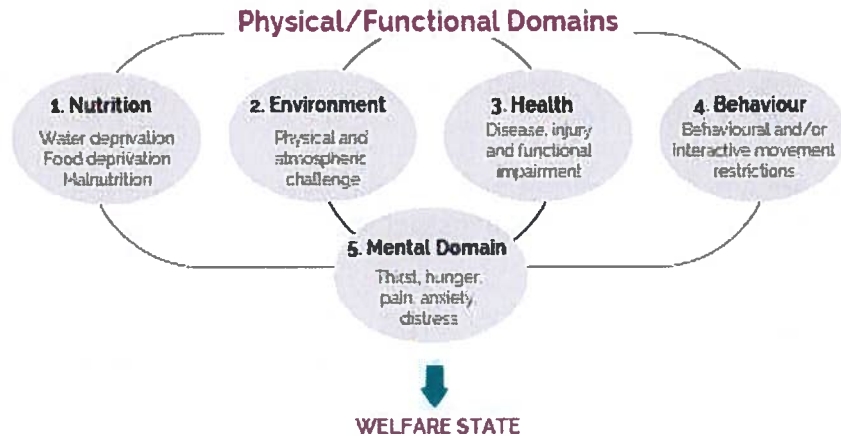 Physical/Functional Domains
1. Nutrition
Water deprivation
Food deprivation
Malnutrition
2. Environment
Physical and
atmospheric
challenge
3. Health
Disease, injury
and functional
impairment
4. Behaviour
Behavioural and/or
interactive movement
restrictions
5. Mental Domain
Thirst, hunger,
pain, anxiety,
distress
WELFARE STATE